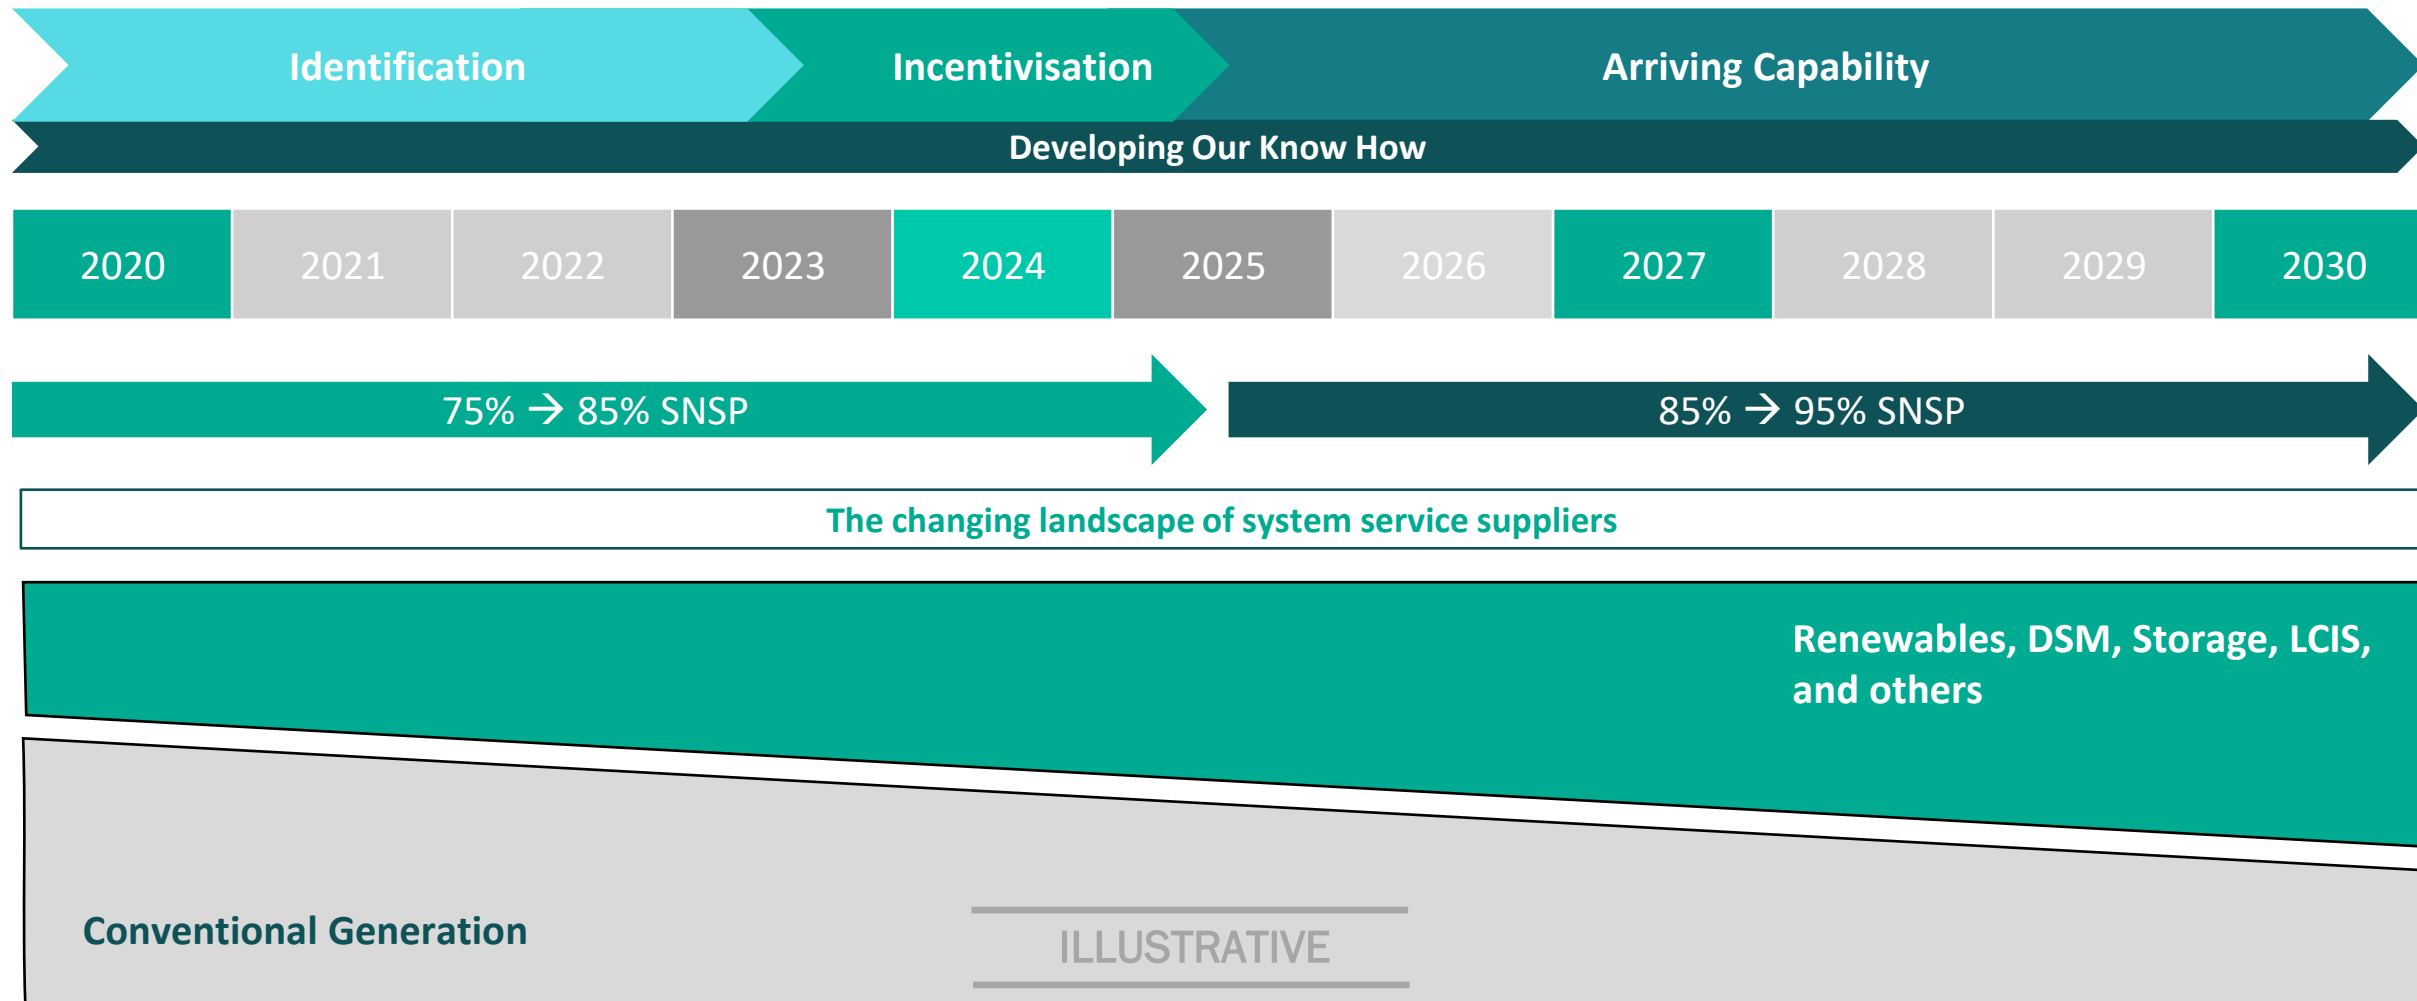 Identification
Incentivisation
Arriving Capability
Developing Our Know How
2020
2021
2022
2023
2024
2025
2026
2027
2028
2029
2030
75% → 85% SNSP
85% → 95% SNSP
The changing landscape of system service suppliers
Renewables, DSM, Storage, LCIS,
and others
Conventional Generation
ILLUSTRATIVE